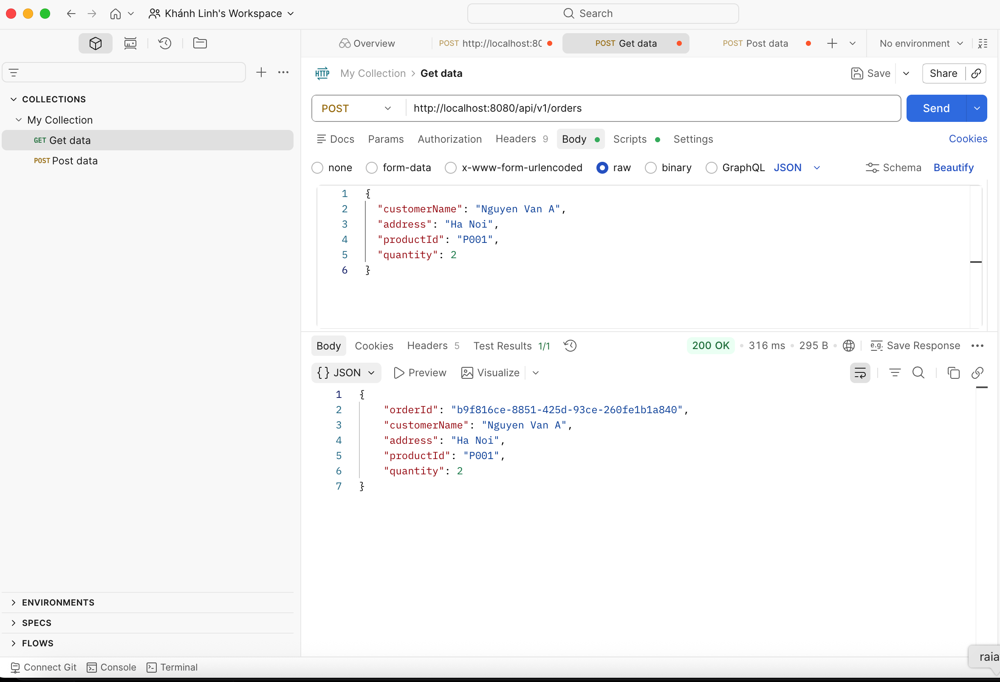 Khánh Linh's Workspace
Search
Overview
POST http://localhost:80
POST Get data
POST Post data
No environment
COLLECTIONS
My Collection
GET Get data
POST Post data
HTTP My Collection > Get data
Save
Share
POST http://localhost:8080/api/v1/orders
Send
Docs Params Authorization Headers 9 Body Scripts Settings Cookies
none form-data x-www-form-urlencoded raw binary GraphQL JSON Schema Beautify
1 {
2 "customerName": "Nguyen Van A",
3 "address": "Ha Noi",
4 "productId": "P001",
5 "quantity": 2
6 }
Body Cookies Headers 5 Test Results 1/1 200 OK • 316 ms • 295 B • e.g. Save Response
{} JSON Preview Visualize
1 {
2 "orderId": "b9f816ce-8851-425d-93ce-260fe1b1a840",
3 "customerName": "Nguyen Van A",
4 "address": "Ha Noi",
5 "productId": "P001",
6 "quantity": 2
7 }
ENVIRONMENTS
SPECS
FLOWS
raia
Connect Git Console Terminal